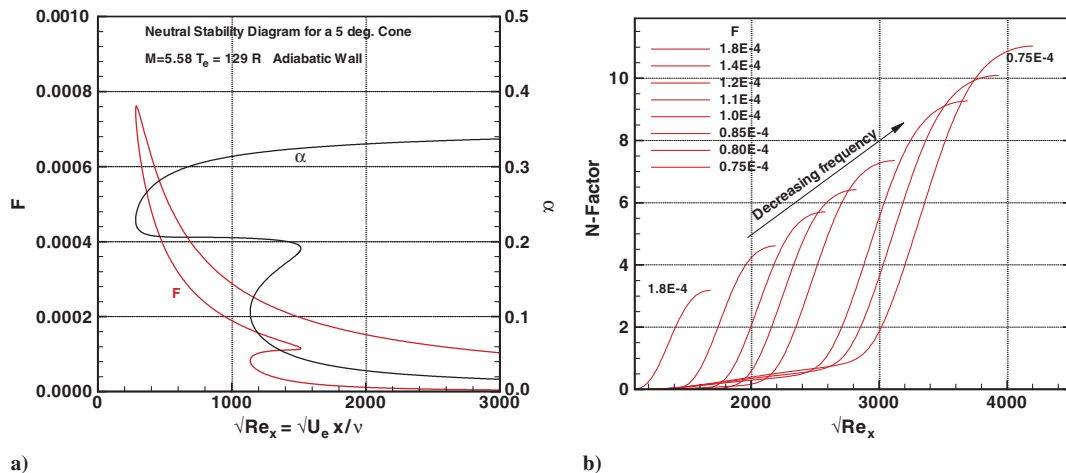 Neutral Stability Diagram for a 5 deg. Cone
M=5.58 T_e = 129 R Adiabatic Wall
0.0010
0.0008
0.0006
0.0004
0.0002
0.0000
F
α
F
0.5
0.4
0.3
0.2
0.1
0.0
α
0 1000 2000 3000
√Re_x = √U_e x/ν
a)
F
1.8E-4
1.4E-4
1.2E-4
1.1E-4
1.0E-4
0.85E-4
0.80E-4
0.75E-4
0.75E-4
Decreasing frequency
1.8E-4
10
8
6
4
2
0
N-Factor
2000 3000 4000
√Re_x
b)